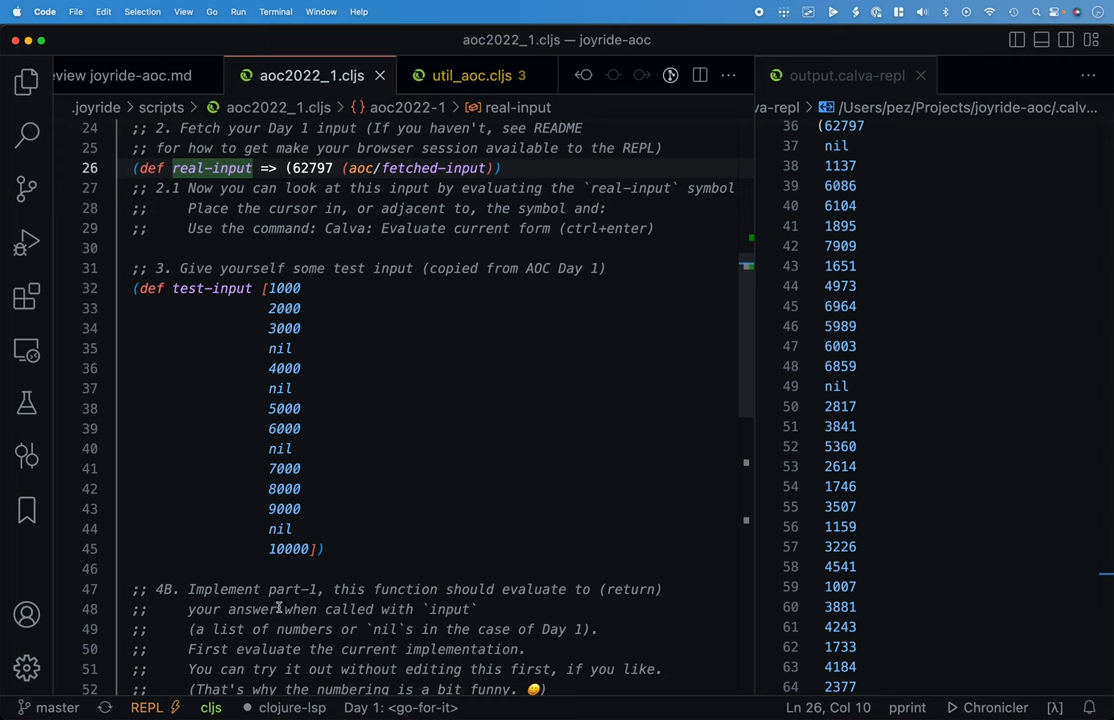 Code File Edit Selection View Go Run Terminal Window Help
aoc2022_1.cljs — joyride-aoc
eview joyride-aoc.md aoc2022_1.cljs util_aoc.cljs 3 output.calva-repl
.joyride > scripts > aoc2022_1.cljs > {} aoc2022-1 > real-input
va-repl > /Users/pez/Projects/joyride-aoc/.calv...
24 ;; 2. Fetch your Day 1 input (If you haven't, see README
25 ;; for how to get make your browser session available to the REPL)
26 (def real-input => (62797 (aoc/fetched-input))
27 ;; 2.1 Now you can look at this input by evaluating the `real-input` symbol
28 ;; Place the cursor in, or adjacent to, the symbol and:
29 ;; Use the command: Calva: Evaluate current form (ctrl+enter)
30
31 ;; 3. Give yourself some test input (copied from AOC Day 1)
32 (def test-input [1000
33 2000
34 3000
35 nil
36 4000
37 nil
38 5000
39 6000
40 nil
41 7000
42 8000
43 9000
44 nil
45 10000])
46
47 ;; 4B. Implement part-1, this function should evaluate to (return)
48 ;; your answer when called with `input`
49 ;; (a list of numbers or `nil`s in the case of Day 1).
50 ;; First evaluate the current implementation.
51 ;; You can try it out without editing this first, if you like.
52 ;; (That's why the numbering is a bit funny. 😄)
36 (62797
37 nil
38 1137
39 6086
40 6104
41 1895
42 7909
43 1651
44 4973
45 6964
46 5989
47 6003
48 6859
49 nil
50 2817
51 3841
52 5360
53 2614
54 1746
55 3507
56 1159
57 3226
58 4541
59 1007
60 3881
61 4243
62 1733
63 4184
64 2377
master REPL ⚡ cljs clojure-lsp Day 1: <go-for-it> Ln 26, Col 10 pprint Chronicler [λ]